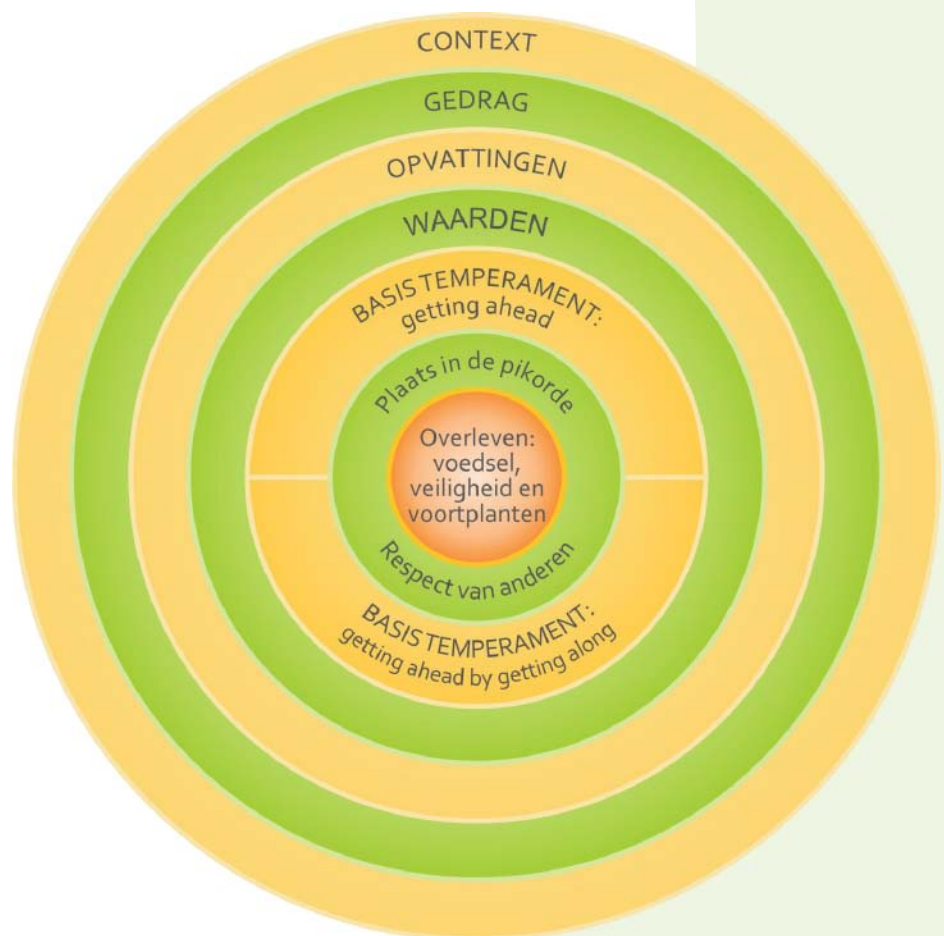 CONTEXT
GEDRAG
OPVATTINGEN
WAARDEN
BASIS TEMPERAMENT:
getting ahead
Plaats in de pikorde
Overleven:
voedsel,
veiligheid en
voortplanten
Respect van anderen
BASIS TEMPERAMENT:
getting ahead by getting along